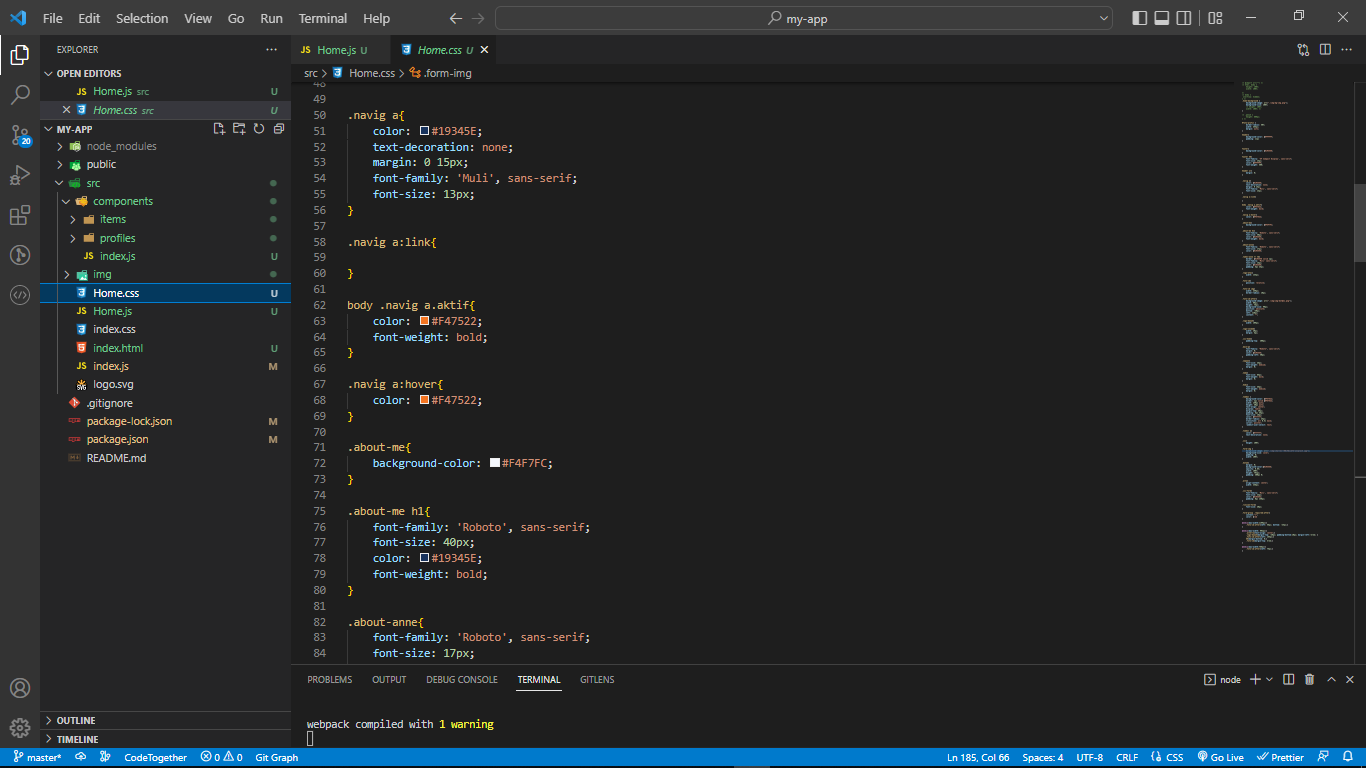 File Edit Selection View Go Run Terminal Help
my-app
EXPLORER
OPEN EDITORS
JS Home.js src U
Home.css src U
MY-APP
node_modules
public
src
components
items
profiles
JS index.js U
img
Home.css U
JS Home.js U
index.css
index.html U
JS index.js M
logo.svg
.gitignore
package-lock.json M
package.json M
README.md
OUTLINE
TIMELINE
20
JS Home.js U
Home.css U
src > Home.css > .form-img
48
49
50 .navig a{
51 color: #19345E;
52 text-decoration: none;
53 margin: 0 15px;
54 font-family: 'Muli', sans-serif;
55 font-size: 13px;
56 }
57
58 .navig a:link{
59
60 }
61
62 body .navig a.aktif{
63 color: #F47522;
64 font-weight: bold;
65 }
66
67 .navig a:hover{
68 color: #F47522;
69 }
70
71 .about-me{
72 background-color: #F4F7FC;
73 }
74
75 .about-me h1{
76 font-family: 'Roboto', sans-serif;
77 font-size: 40px;
78 color: #19345E;
79 font-weight: bold;
80 }
81
82 .about-anne{
83 font-family: 'Roboto', sans-serif;
84 font-size: 17px;
PROBLEMS OUTPUT DEBUG CONSOLE TERMINAL GITLENS
node
webpack compiled with 1 warning
master* CodeTogether 0 0 Git Graph Ln 185, Col 66 Spaces: 4 UTF-8 CRLF CSS Go Live Prettier